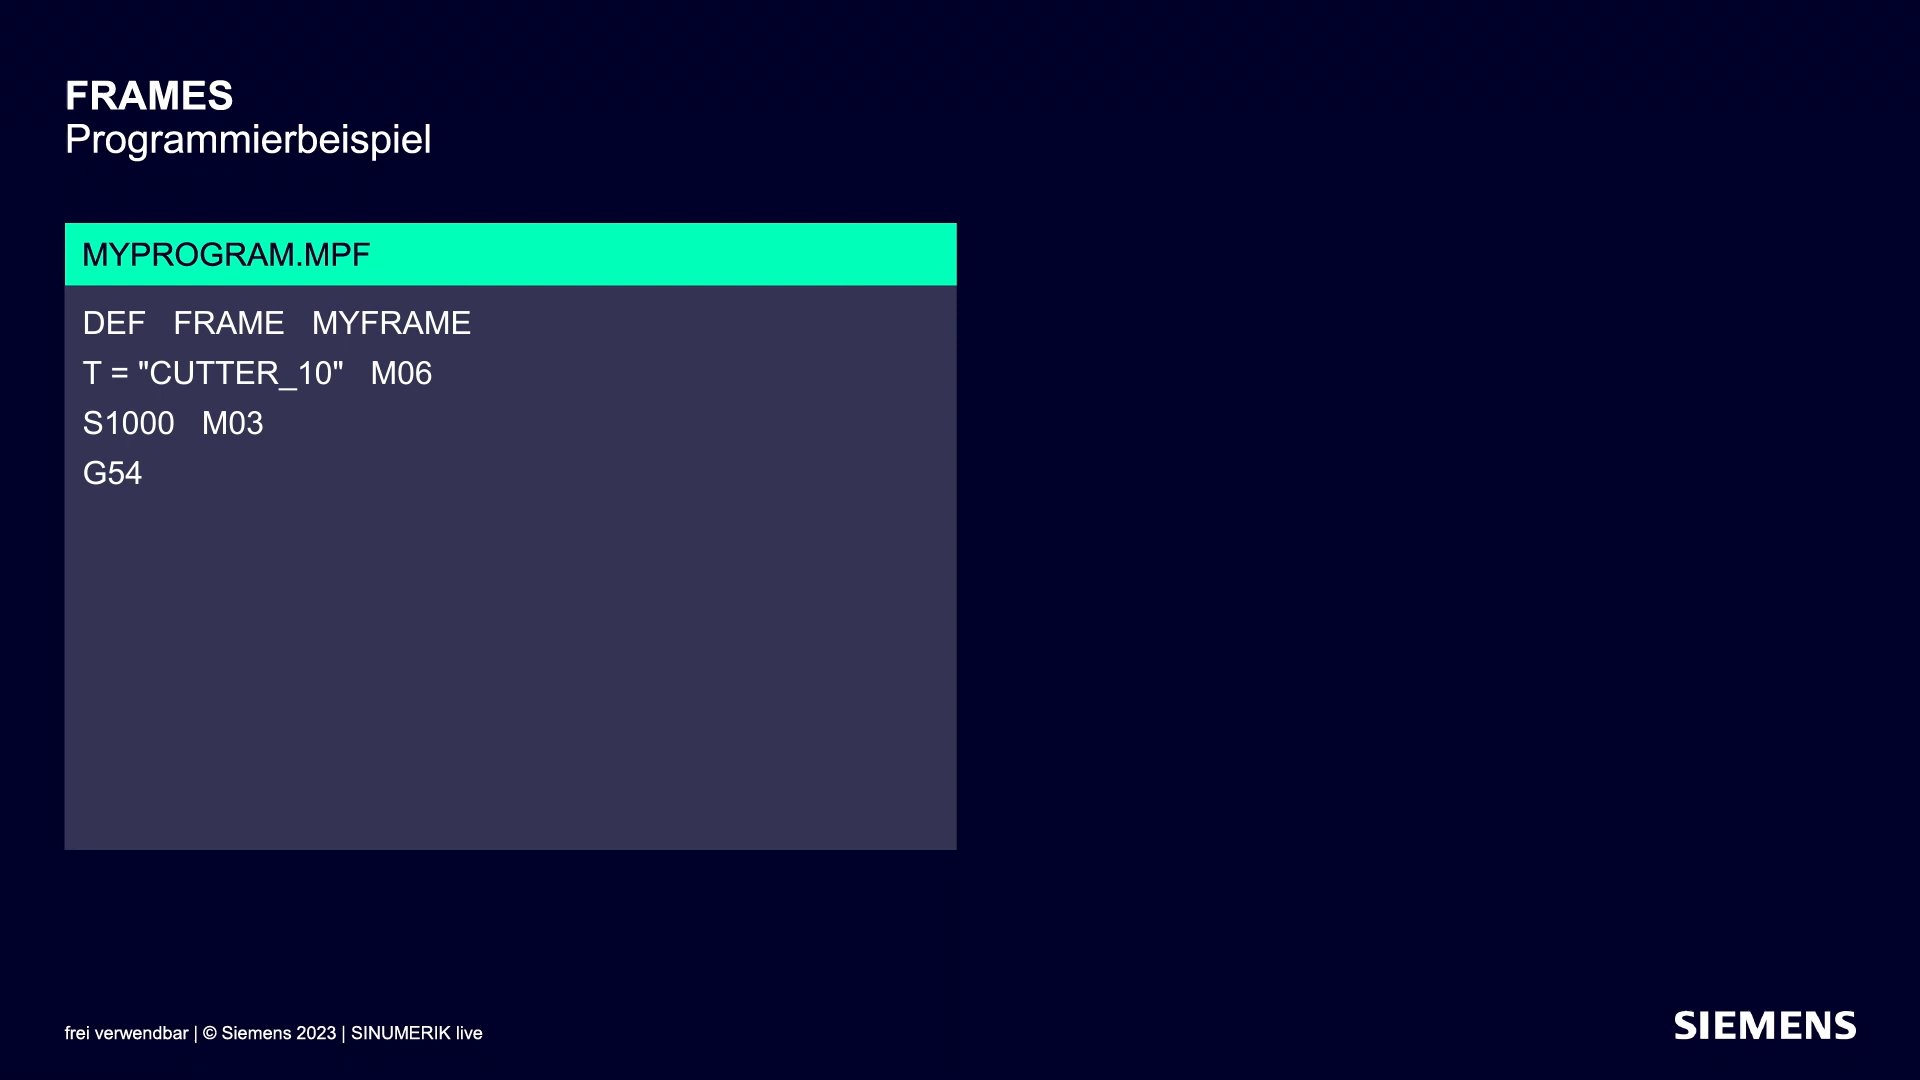 FRAMES
Programmierbeispiel
MYPROGRAM.MPF
DEF FRAME MYFRAME
T = "CUTTER_10" M06
S1000 M03
G54
frei verwendbar | © Siemens 2023 | SINUMERIK live
SIEMENS